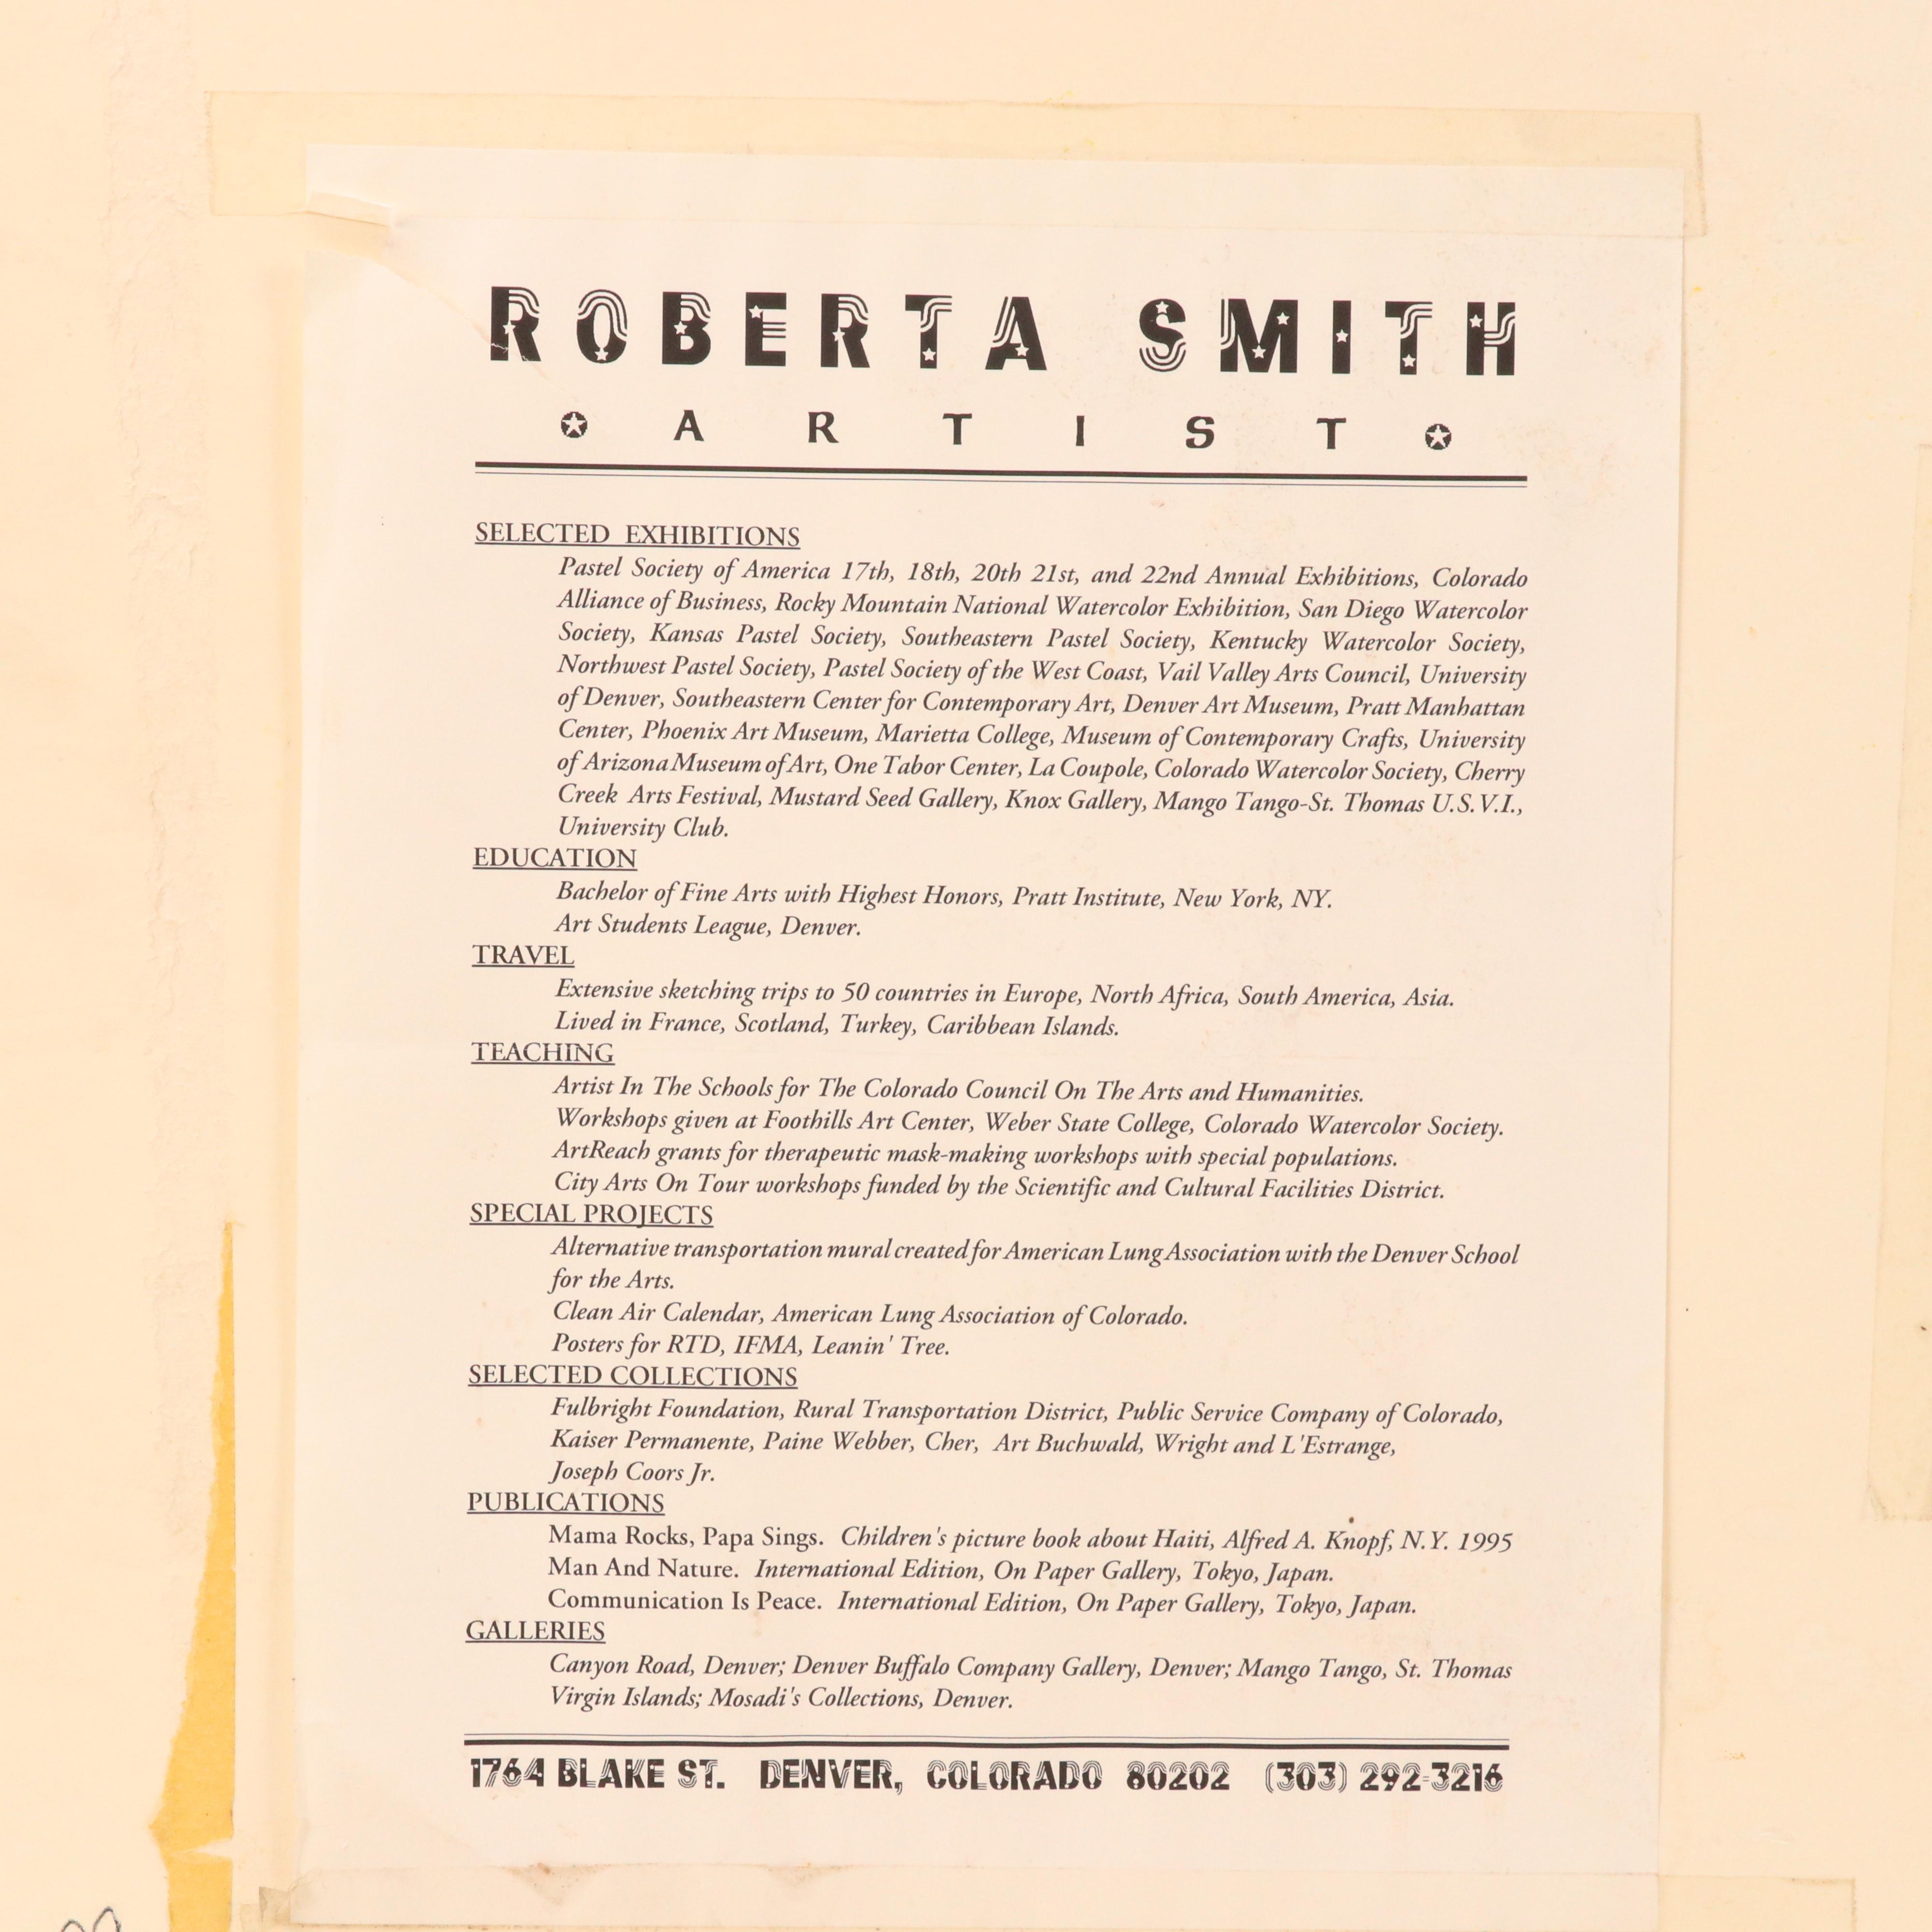 ROBERTA SMITH
ARTIST
SELECTED EXHIBITIONS
Pastel Society of America 17th, 18th, 20th 21st, and 22nd Annual Exhibitions, Colorado
Alliance of Business, Rocky Mountain National Watercolor Exhibition, San Diego Watercolor
Society, Kansas Pastel Society, Southeastern Pastel Society, Kentucky Watercolor Society,
Northwest Pastel Society, Pastel Society of the West Coast, Vail Valley Arts Council, University
of Denver, Southeastern Center for Contemporary Art, Denver Art Museum, Pratt Manhattan
Center, Phoenix Art Museum, Marietta College, Museum of Contemporary Crafts, University
of Arizona Museum of Art, One Tabor Center, La Coupole, Colorado Watercolor Society, Cherry
Creek Arts Festival, Mustard Seed Gallery, Knox Gallery, Mango Tango-St. Thomas U.S.V.I.,
University Club.
EDUCATION
Bachelor of Fine Arts with Highest Honors, Pratt Institute, New York, NY.
Art Students League, Denver.
TRAVEL
Extensive sketching trips to 50 countries in Europe, North Africa, South America, Asia.
Lived in France, Scotland, Turkey, Caribbean Islands.
TEACHING
Artist In The Schools for The Colorado Council On The Arts and Humanities.
Workshops given at Foothills Art Center, Weber State College, Colorado Watercolor Society.
ArtReach grants for therapeutic mask-making workshops with special populations.
City Arts On Tour workshops funded by the Scientific and Cultural Facilities District.
SPECIAL PROJECTS
Alternative transportation mural created for American Lung Association with the Denver School
for the Arts.
Clean Air Calendar, American Lung Association of Colorado.
Posters for RTD, IFMA, Leanin' Tree.
SELECTED COLLECTIONS
Fulbright Foundation, Rural Transportation District, Public Service Company of Colorado,
Kaiser Permanente, Paine Webber, Cher, Art Buchwald, Wright and L'Estrange,
Joseph Coors Jr.
PUBLICATIONS
Mama Rocks, Papa Sings. Children's picture book about Haiti, Alfred A. Knopf, N.Y. 1995
Man And Nature. International Edition, On Paper Gallery, Tokyo, Japan.
Communication Is Peace. International Edition, On Paper Gallery, Tokyo, Japan.
GALLERIES
Canyon Road, Denver; Denver Buffalo Company Gallery, Denver; Mango Tango, St. Thomas
Virgin Islands; Mosadi's Collections, Denver.
1764 BLAKE ST. DENVER, COLORADO 80202 (303) 292-3216